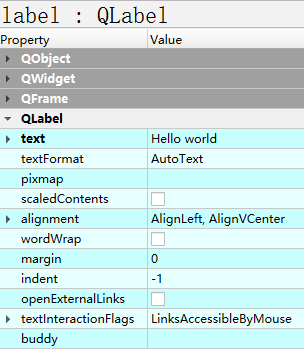 label : QLabel
Property Value
QObject
QWidget
QFrame
QLabel
text Hello world
textFormat AutoText
pixmap
scaledContents
alignment AlignLeft, AlignVCenter
wordWrap
margin 0
indent -1
openExternalLinks
textInteractionFlags LinksAccessibleByMouse
buddy